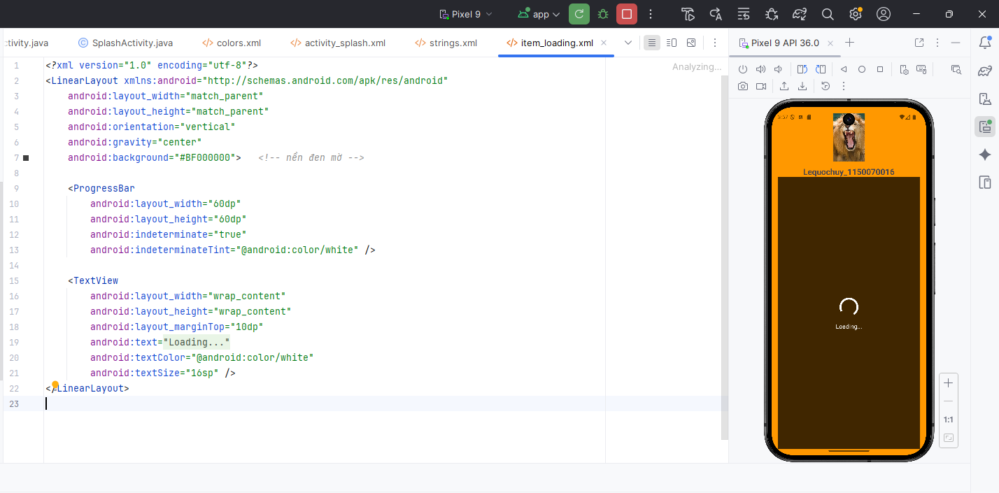 Pixel 9
app
ctivity.java
SplashActivity.java
colors.xml
activity_splash.xml
strings.xml
item_loading.xml
Pixel 9 API 36.0
Analyzing...
1 <?xml version="1.0" encoding="utf-8"?>
2 <LinearLayout xmlns:android="http://schemas.android.com/apk/res/android"
3 android:layout_width="match_parent"
4 android:layout_height="match_parent"
5 android:orientation="vertical"
6 android:gravity="center"
7 android:background="#BF000000"> <!-- nền đen mờ -->
8
9 <ProgressBar
10 android:layout_width="60dp"
11 android:layout_height="60dp"
12 android:indeterminate="true"
13 android:indeterminateTint="@android:color/white" />
14
15 <TextView
16 android:layout_width="wrap_content"
17 android:layout_height="wrap_content"
18 android:layout_marginTop="10dp"
19 android:text="Loading..."
20 android:textColor="@android:color/white"
21 android:textSize="16sp" />
22 </LinearLayout>
23
3:57
Lequochuy_1150070016
Loading...
1:1